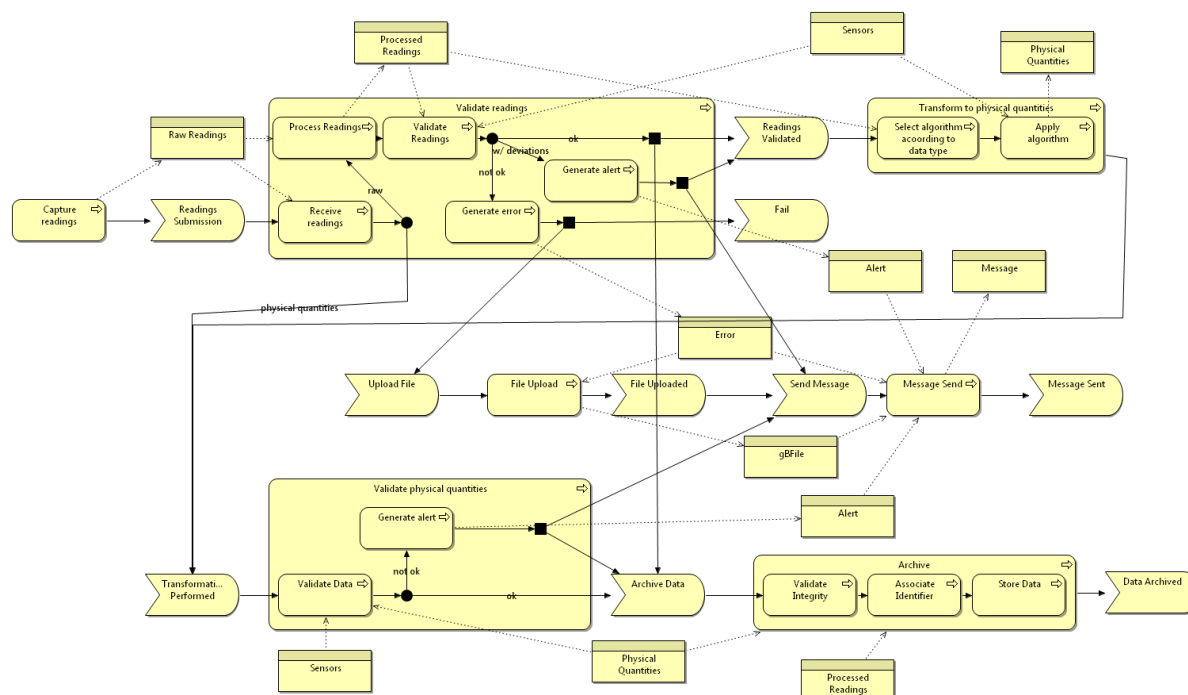 Processed
Readings
Sensors
Physical
Quantities
Raw Readings
Validate readings
Process Readings
Validate
Readings
ok
w/ deviations
not ok
Generate alert
Generate error
raw
Receive
readings
Capture
readings
Readings
Submission
Readings
Validated
Fail
Transform to physical quantities
Select algorithm
acoording to
data type
Apply
algorithm
Alert
Message
physical quantities
Error
Upload File
File Upload
File Uploaded
Send Message
Message Send
Message Sent
gBFile
Alert
Validate physical quantities
Generate alert
not ok
Transformati...
Performed
Validate Data
ok
Archive Data
Archive
Validate
Integrity
Associate
Identifier
Store Data
Data Archived
Sensors
Physical
Quantities
Processed
Readings